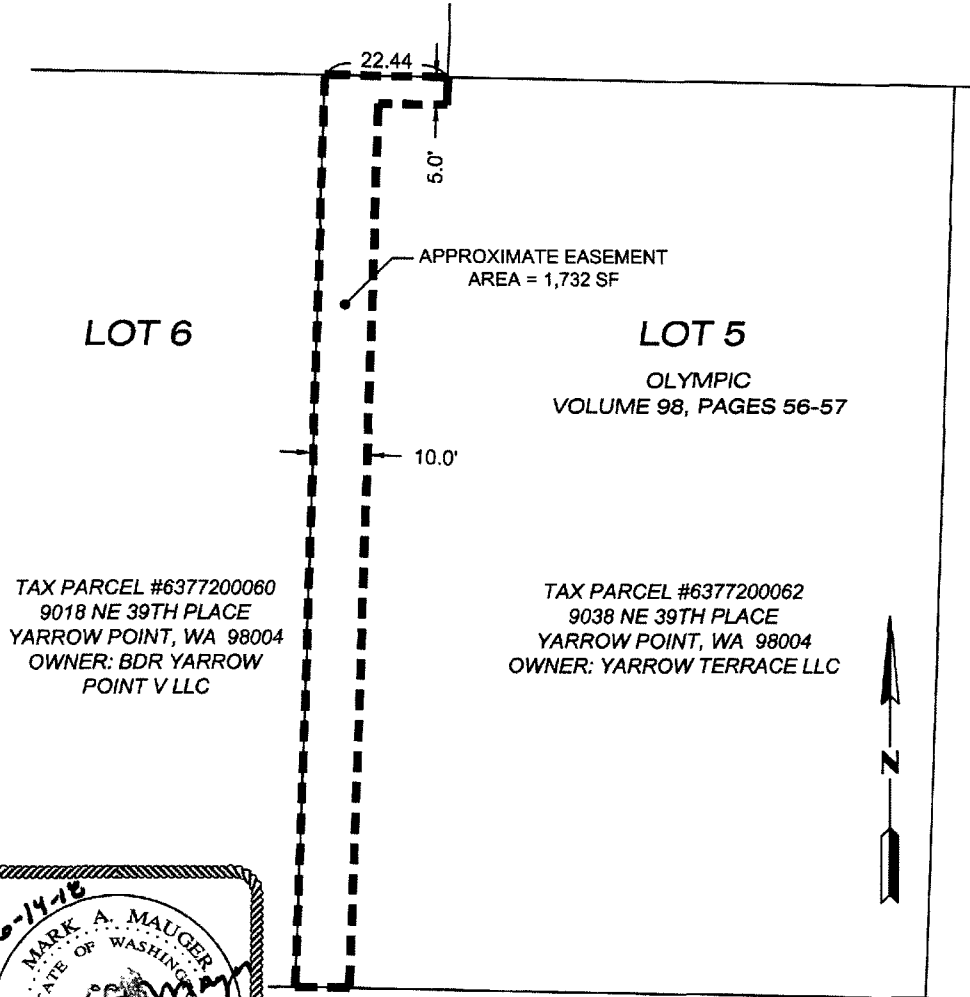 22.44
5.0'
APPROXIMATE EASEMENT
AREA = 1,732 SF
LOT 6
LOT 5
OLYMPIC
VOLUME 98, PAGES 56-57
10.0'
TAX PARCEL #6377200060
9018 NE 39TH PLACE
YARROW POINT, WA 98004
OWNER: BDR YARROW
POINT V LLC
TAX PARCEL #6377200062
9038 NE 39TH PLACE
YARROW POINT, WA 98004
OWNER: YARROW TERRACE LLC
N
MARK A. MAUGER
OF